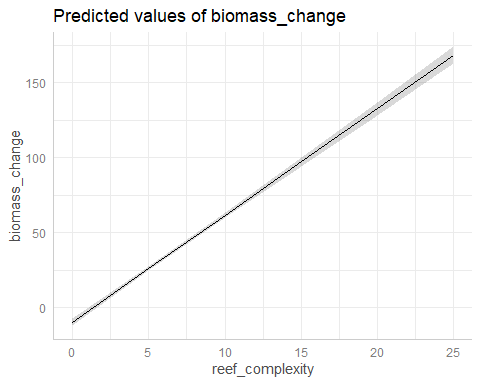 Predicted values of biomass_change
150
100
50
0
biomass_change
0 5 10 15 20 25
reef_complexity